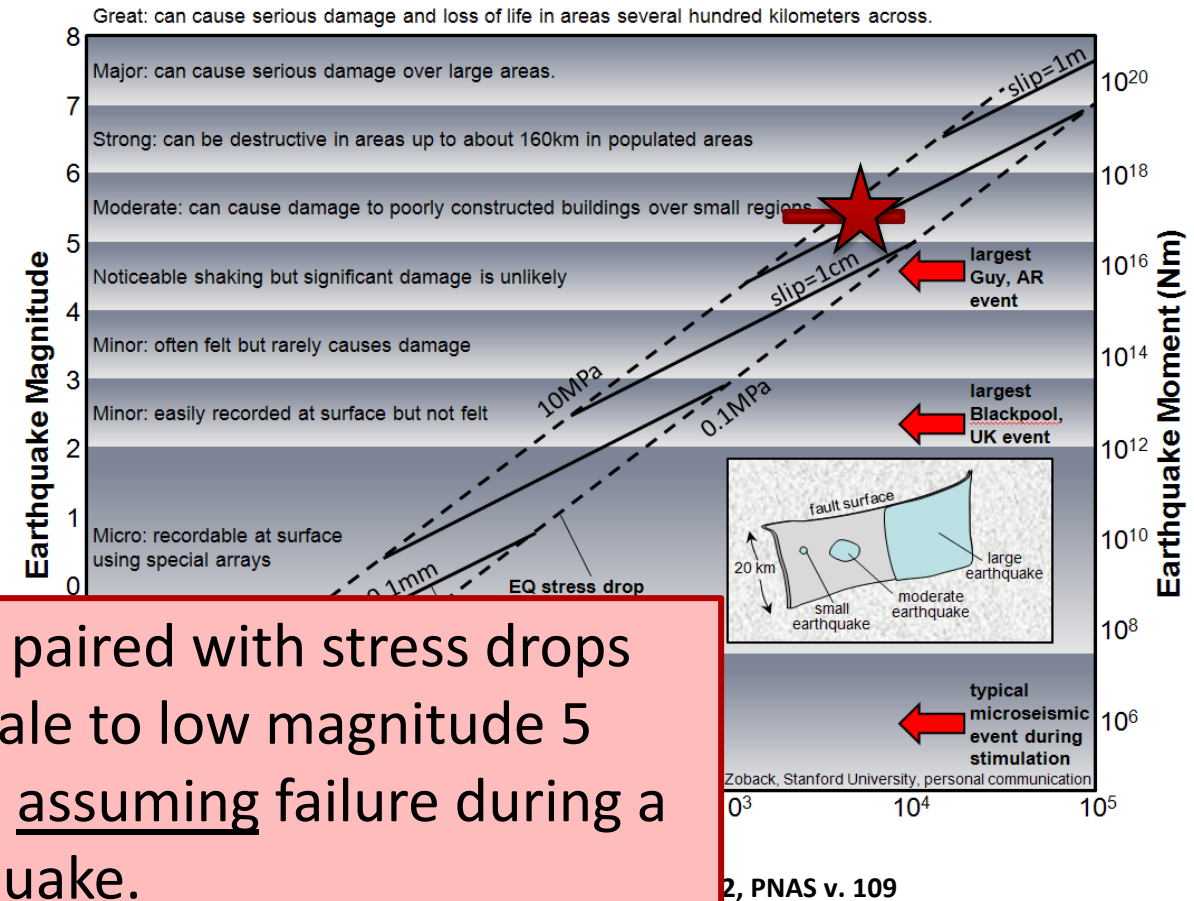 Great: can cause serious damage and loss of life in areas several hundred kilometers across.
8
Major: can cause serious damage over large areas.
slip=1m
10²⁰
7
Strong: can be destructive in areas up to about 160km in populated areas
6
10¹⁸
Moderate: can cause damage to poorly constructed buildings over small regions
5
Noticeable shaking but significant damage is unlikely
slip=1cm
largest
Guy, AR
event
10¹⁶
4
Minor: often felt but rarely causes damage
10¹⁴
3
10MPa
0.1MPa
Minor: easily recorded at surface but not felt
largest
Blackpool,
UK event
2
10¹²
Earthquake Magnitude
Earthquake Moment (Nm)
1
Micro: recordable at surface
using special arrays
10¹⁰
fault surface
20 km
small
earthquake
moderate
earthquake
large
earthquake
0
0.1mm
EQ stress drop
10⁸
paired with stress drops
ale to low magnitude 5
assuming failure during a
uake.
typical
microseismic
event during
stimulation
10⁶
Zoback, Stanford University, personal communication
0³
10⁴
10⁵
2, PNAS v. 109